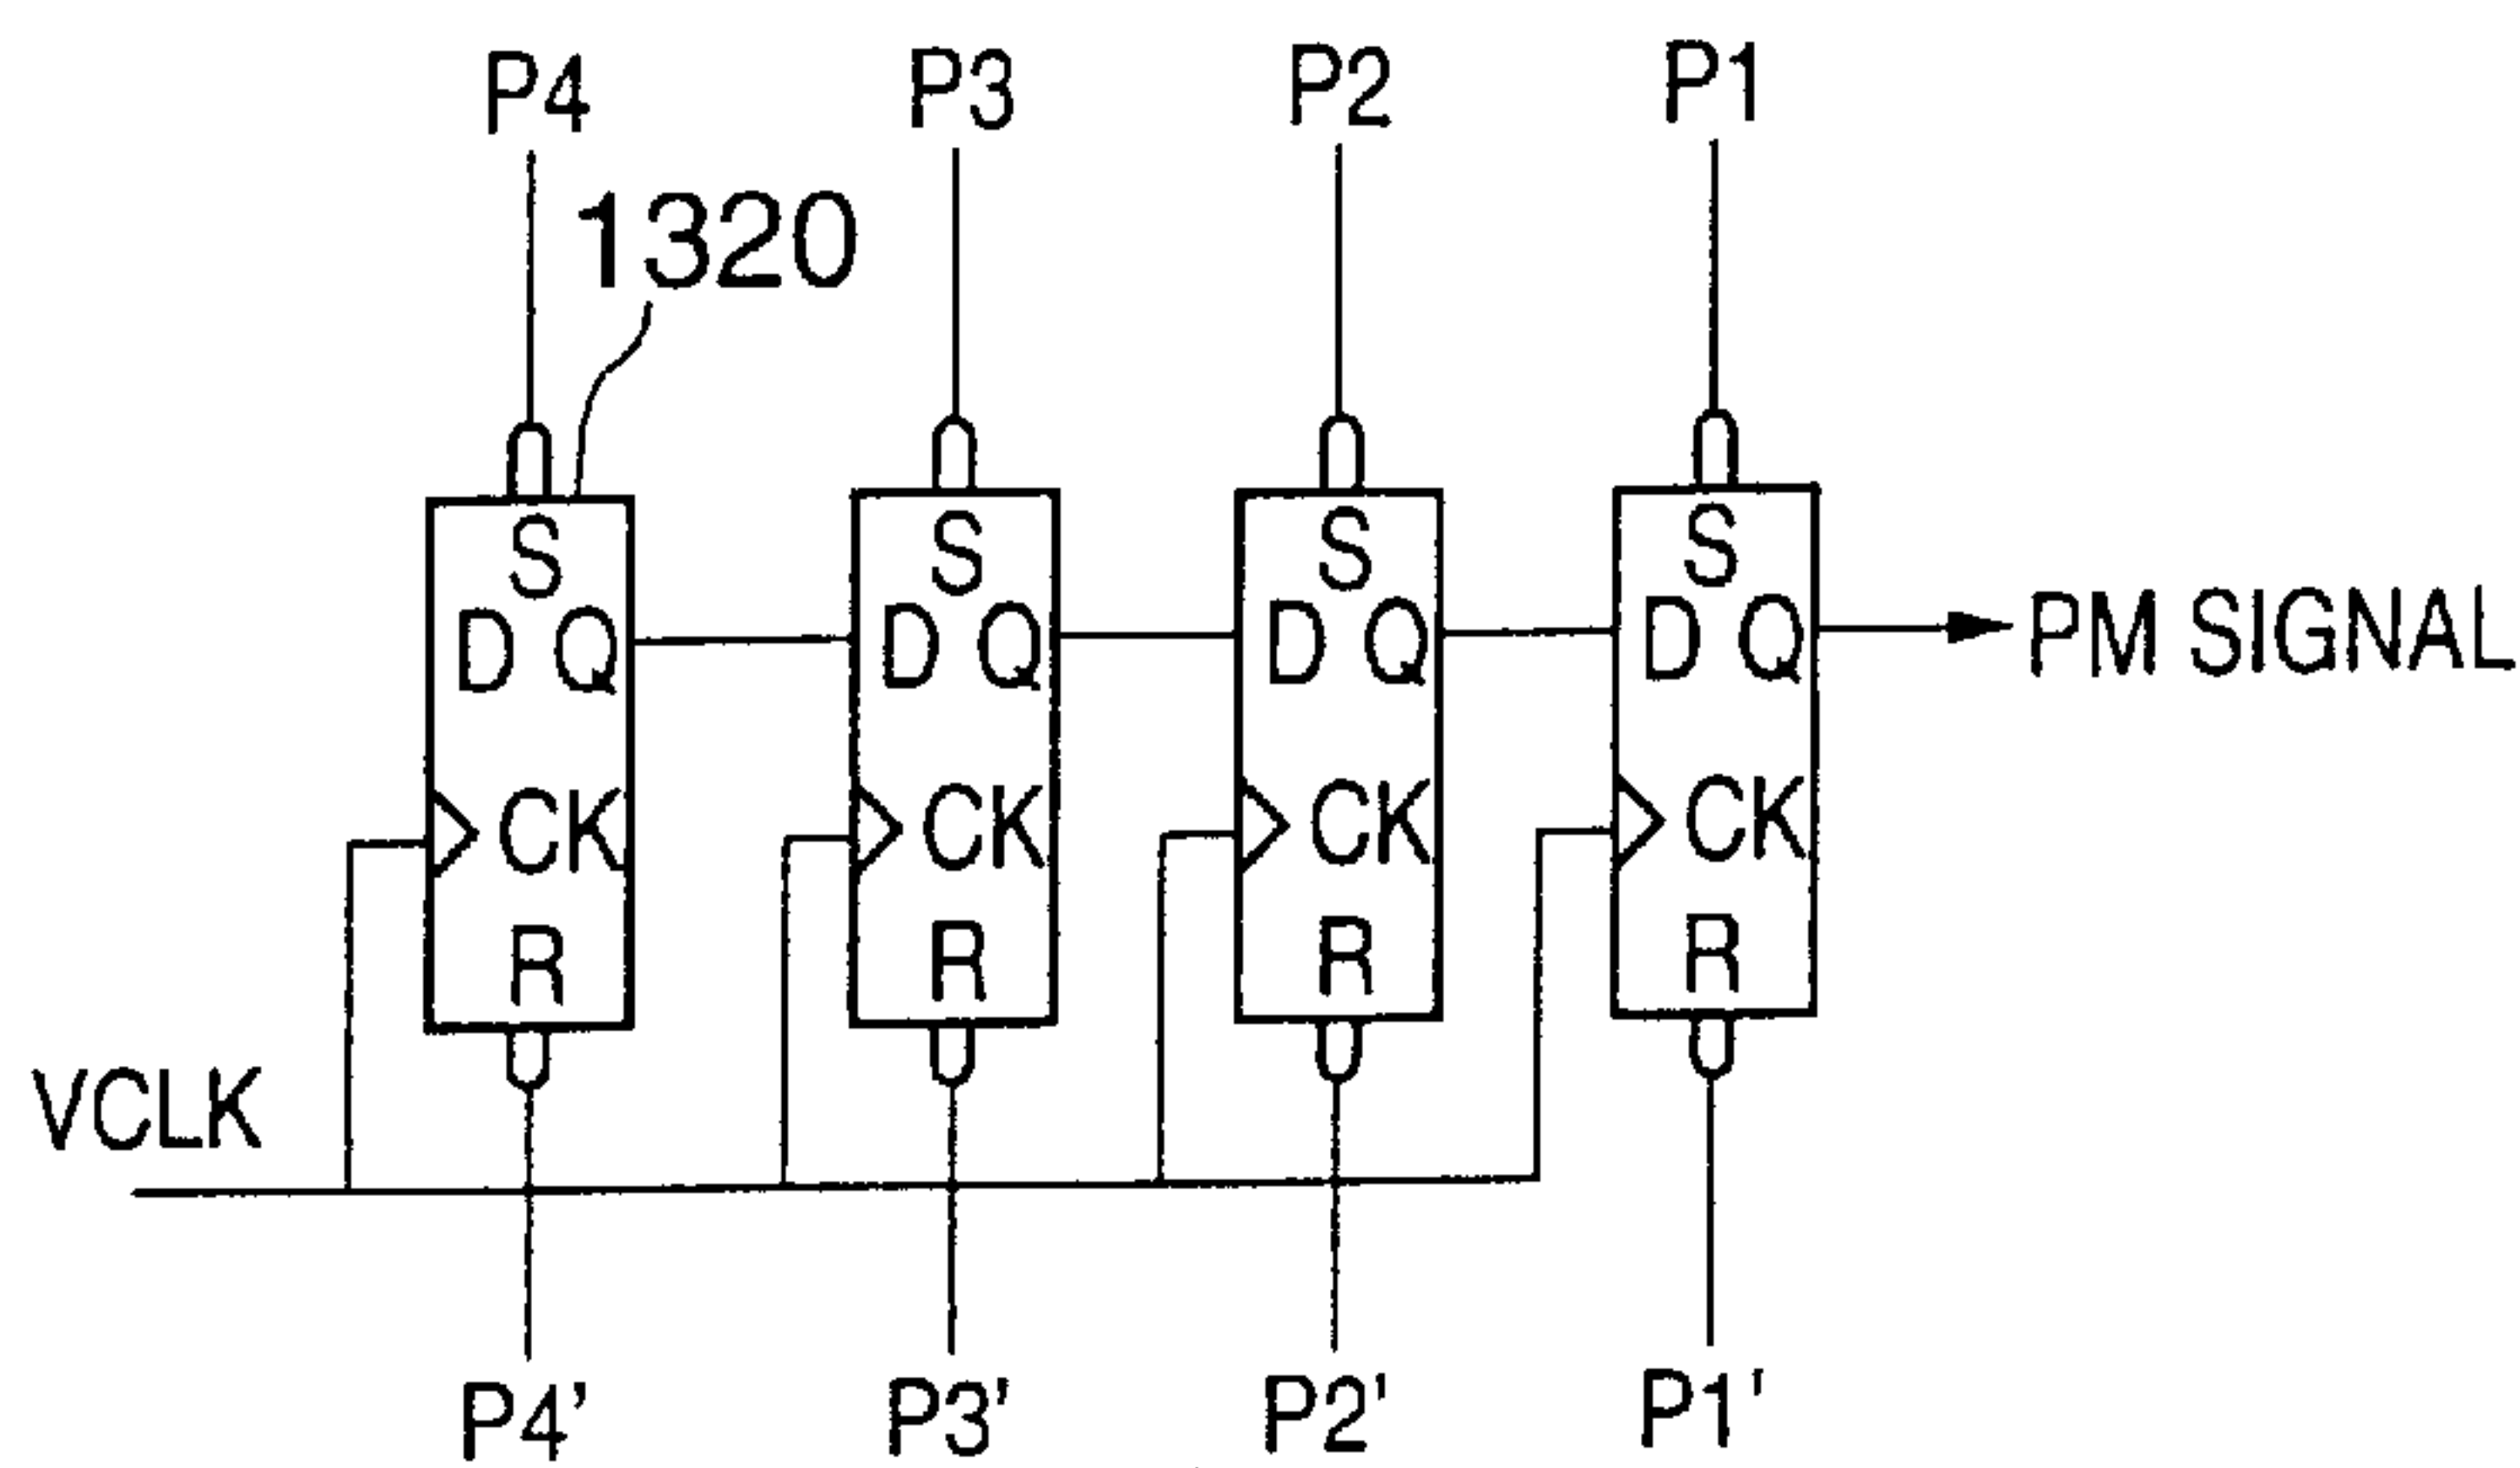 P4 P3 P2 P1
1320
S S S S
D Q D Q D Q D Q PM SIGNAL
CK CK CK CK
R R R R
VCLK
P4' P3' P2' P1'